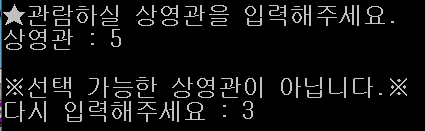 ★관람하실 상영관을 입력해주세요.
상영관 : 5
※선택 가능한 상영관이 아닙니다.※
다시 입력해주세요 : 3